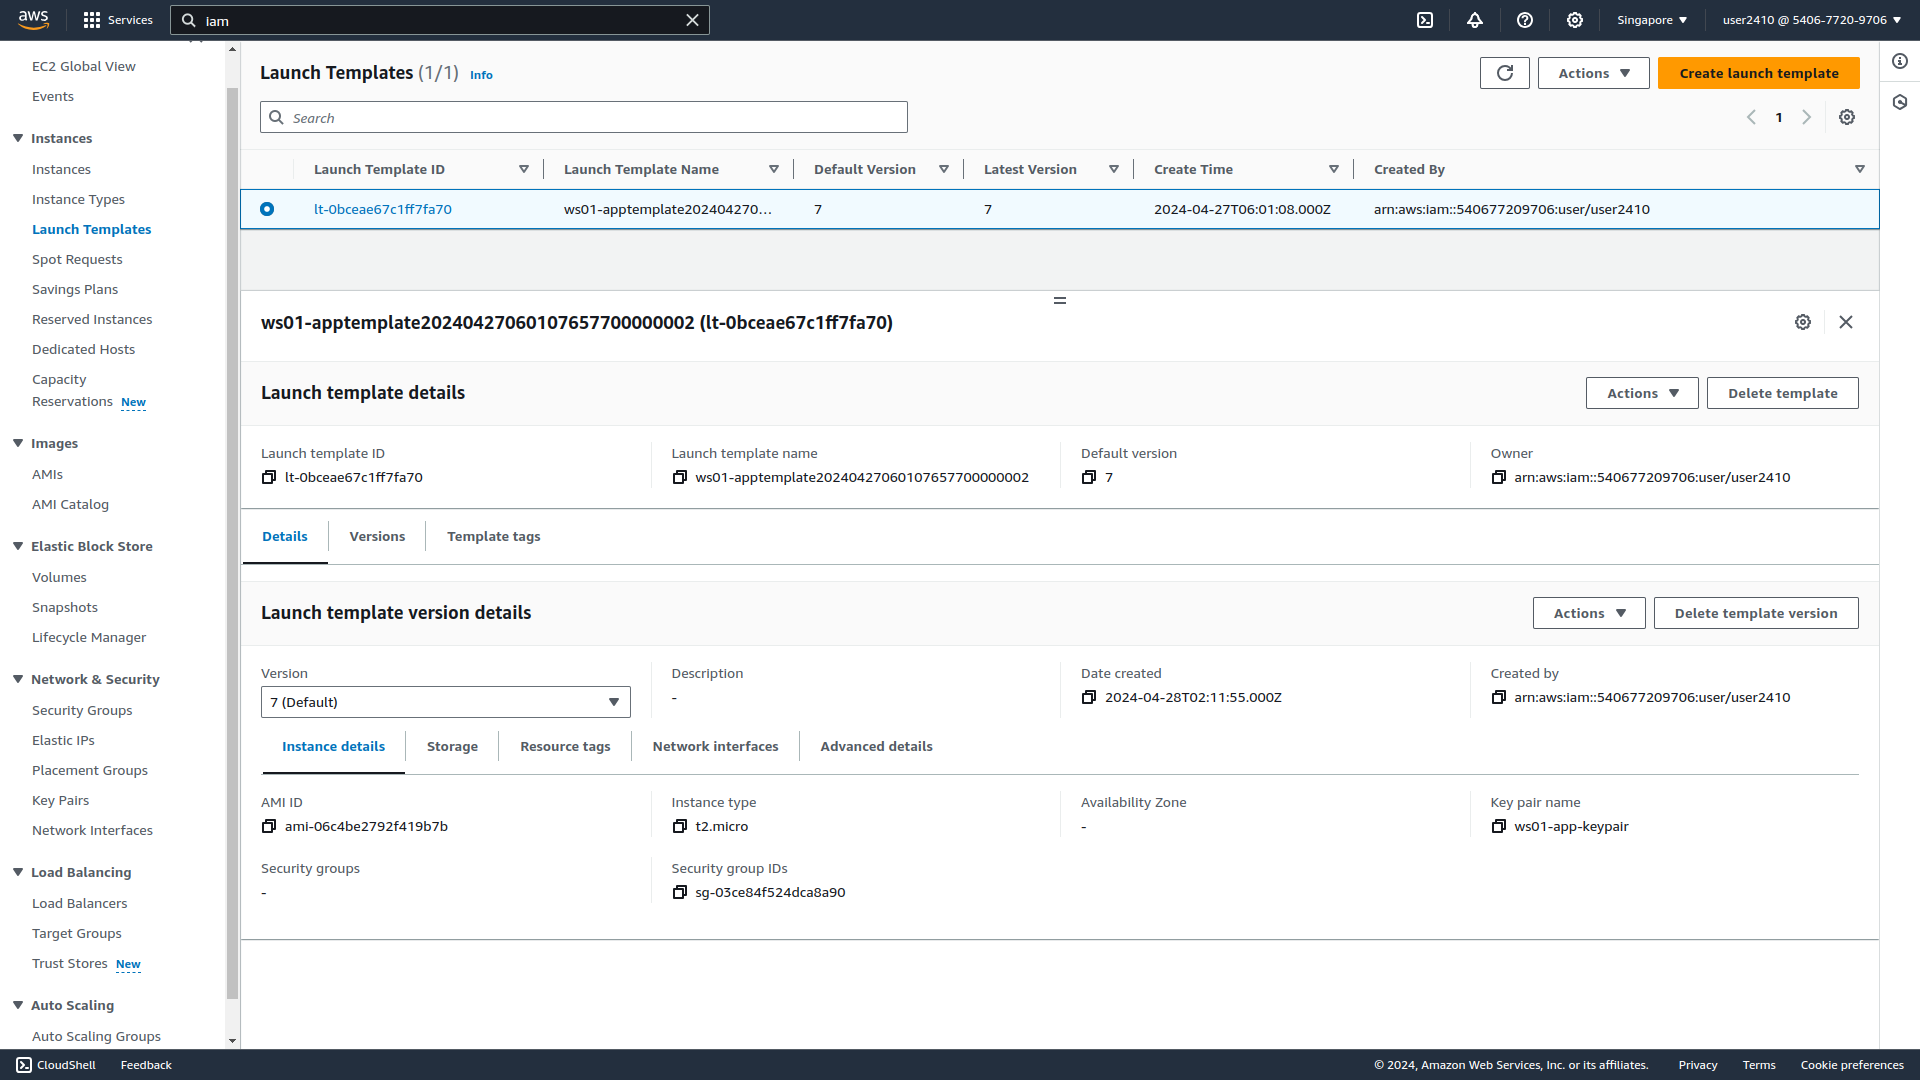 aws Services iam Singapore user2410 @ 5406-7720-9706
EC2 Global View
Events
Instances
Instances
Instance Types
Launch Templates
Spot Requests
Savings Plans
Reserved Instances
Dedicated Hosts
Capacity
Reservations New
Images
AMIs
AMI Catalog
Elastic Block Store
Volumes
Snapshots
Lifecycle Manager
Network & Security
Security Groups
Elastic IPs
Placement Groups
Key Pairs
Network Interfaces
Load Balancing
Load Balancers
Target Groups
Trust Stores New
Auto Scaling
Auto Scaling Groups
Launch Templates (1/1) Info Actions Create launch template
Search 1
Launch Template ID Launch Template Name Default Version Latest Version Create Time Created By
lt-0bceae67c1ff7fa70 ws01-apptemplate202404270... 7 7 2024-04-27T06:01:08.000Z arn:aws:iam::540677209706:user/user2410
ws01-apptemplate20240427060107657700000002 (lt-0bceae67c1ff7fa70)
Launch template details Actions Delete template
Launch template ID Launch template name Default version Owner
lt-0bceae67c1ff7fa70 ws01-apptemplate20240427060107657700000002 7 arn:aws:iam::540677209706:user/user2410
Details Versions Template tags
Launch template version details Actions Delete template version
Version Description Date created Created by
7 (Default) - 2024-04-28T02:11:55.000Z arn:aws:iam::540677209706:user/user2410
Instance details Storage Resource tags Network interfaces Advanced details
AMI ID Instance type Availability Zone Key pair name
ami-06c4be2792f419b7b t2.micro - ws01-app-keypair
Security groups Security group IDs
- sg-03ce84f524dca8a90
CloudShell Feedback © 2024, Amazon Web Services, Inc. or its affiliates. Privacy Terms Cookie preferences